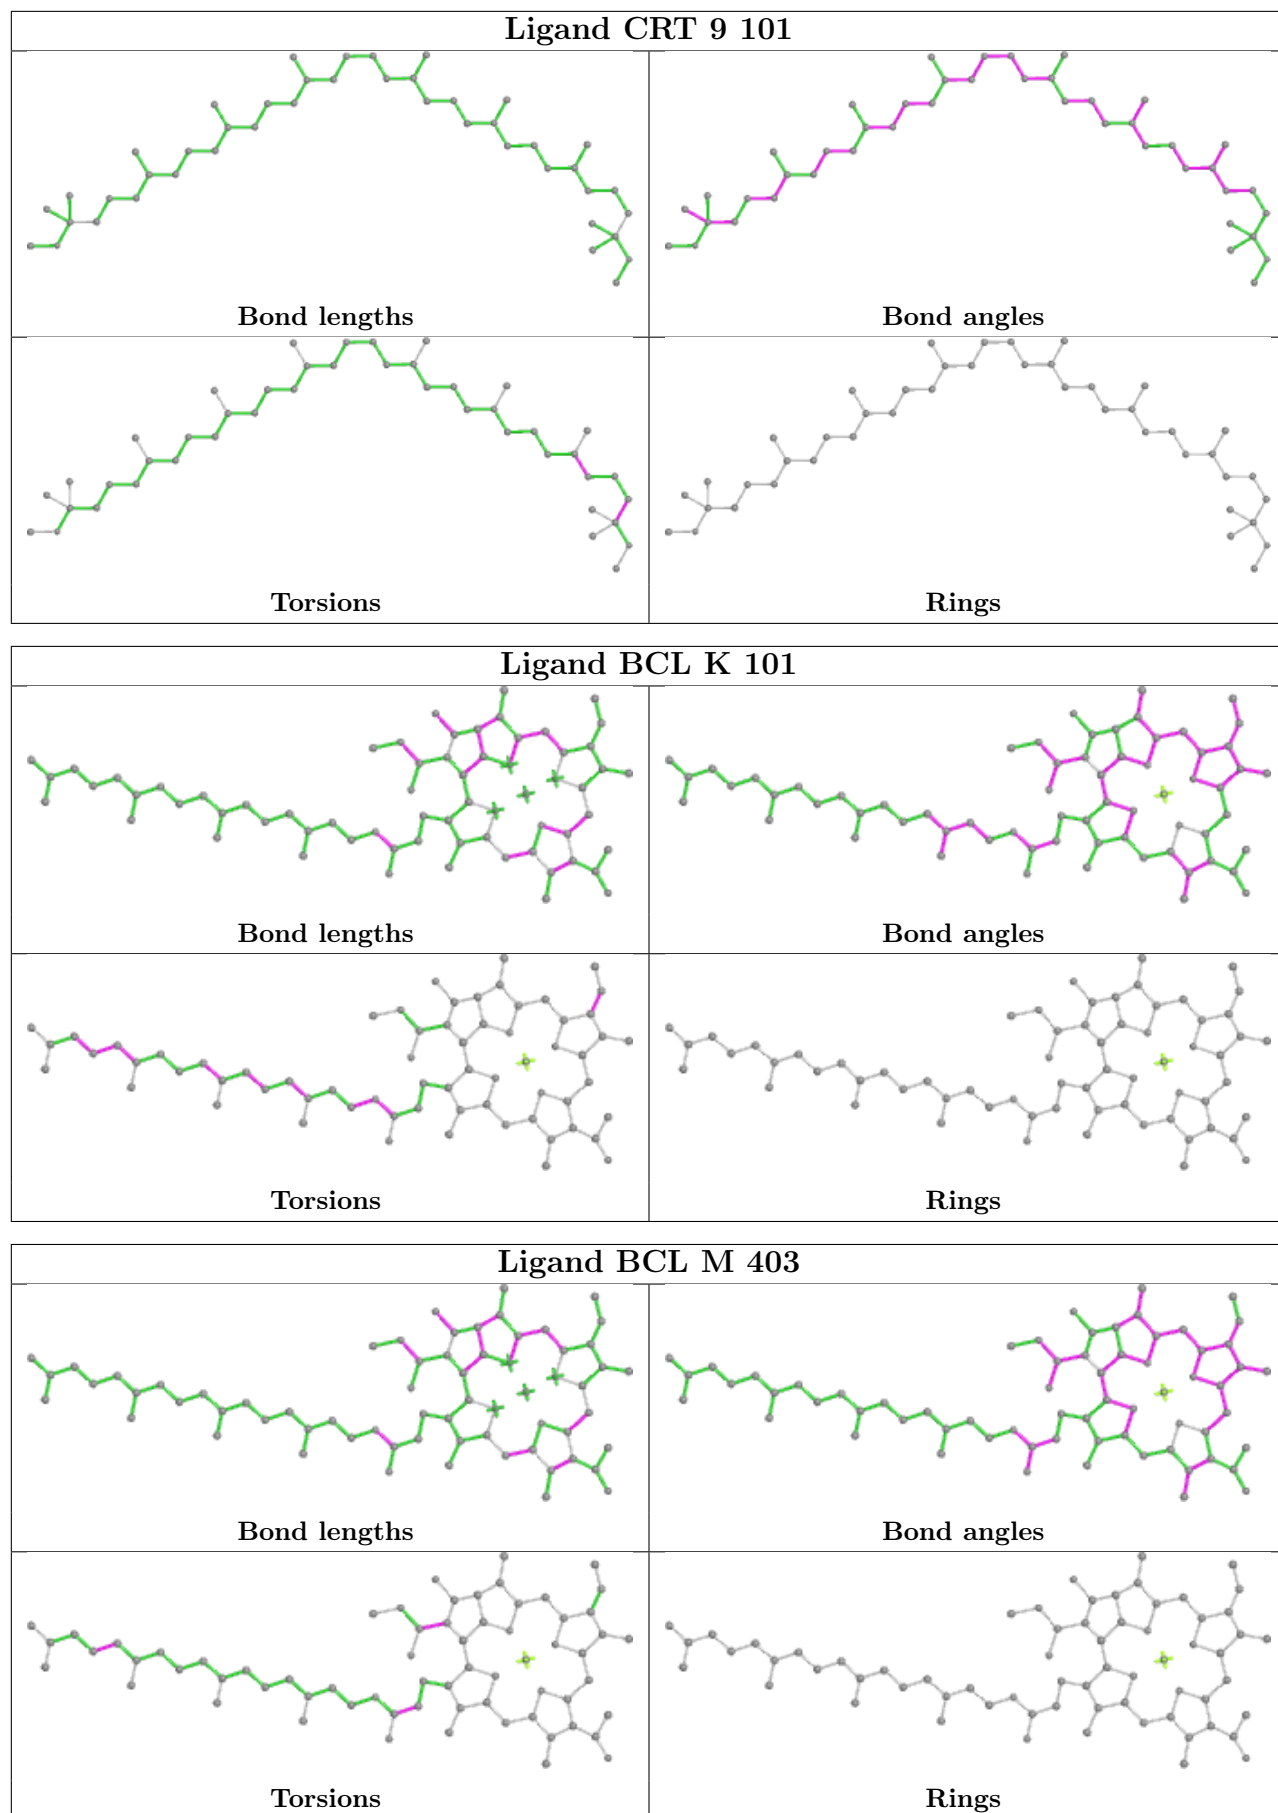 Ligand CRT 9 101
Bond lengths
Bond angles
Torsions
Rings
Ligand BCL K 101
Bond lengths
Bond angles
Torsions
Rings
Ligand BCL M 403
Bond lengths
Bond angles
Torsions
Rings